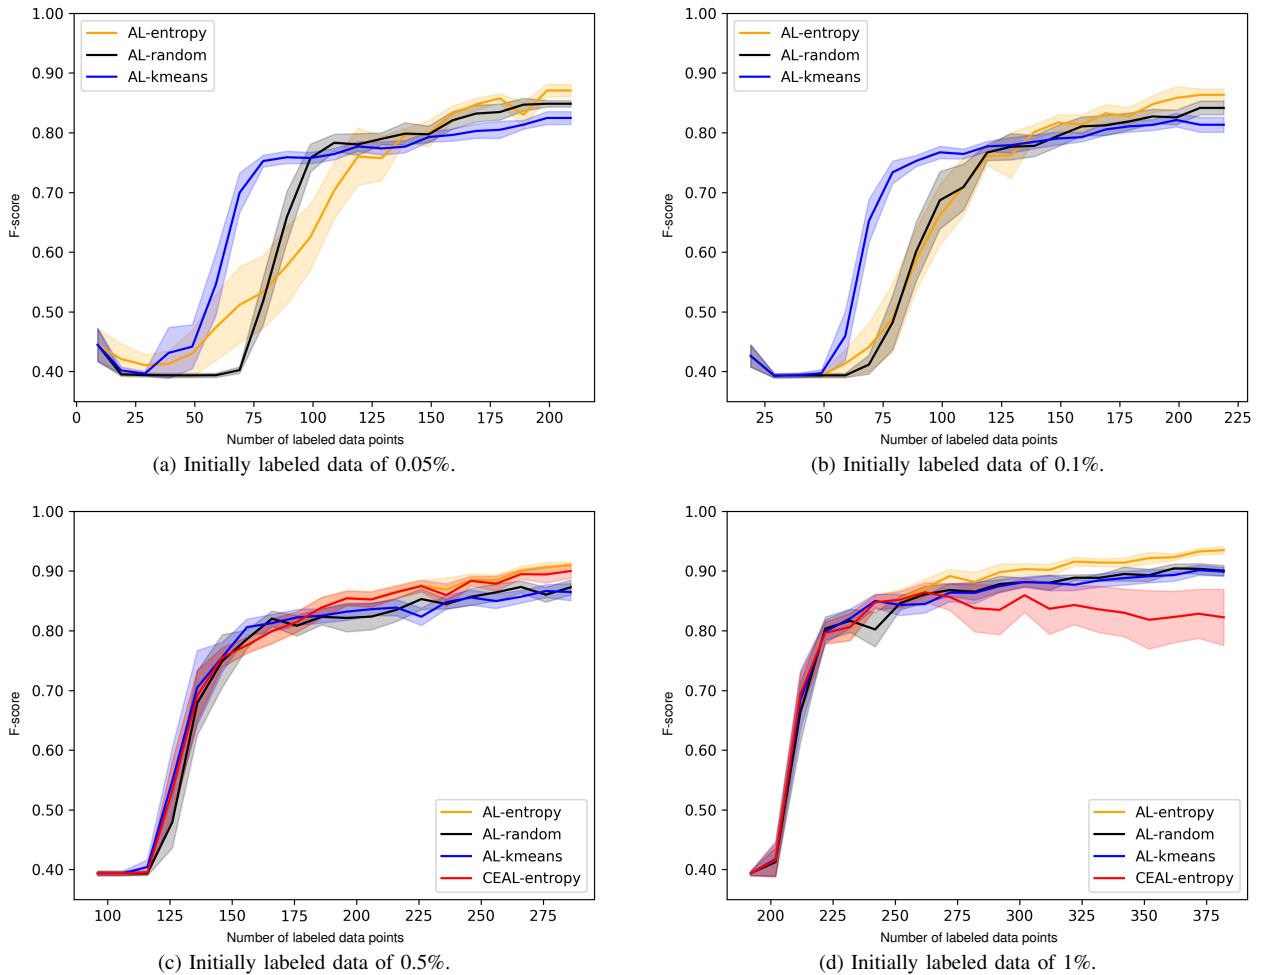 1.00
0.90
0.80
0.70
0.60
0.50
0.40
F-score
AL-entropy
AL-random
AL-kmeans
0 25 50 75 100 125 150 175 200
Number of labeled data points
(a) Initially labeled data of 0.05%.
1.00
0.90
0.80
0.70
0.60
0.50
0.40
F-score
AL-entropy
AL-random
AL-kmeans
25 50 75 100 125 150 175 200 225
Number of labeled data points
(b) Initially labeled data of 0.1%.
1.00
0.90
0.80
0.70
0.60
0.50
0.40
F-score
AL-entropy
AL-random
AL-kmeans
CEAL-entropy
100 125 150 175 200 225 250 275
Number of labeled data points
(c) Initially labeled data of 0.5%.
1.00
0.90
0.80
0.70
0.60
0.50
0.40
F-score
AL-entropy
AL-random
AL-kmeans
CEAL-entropy
200 225 250 275 300 325 350 375
Number of labeled data points
(d) Initially labeled data of 1%.